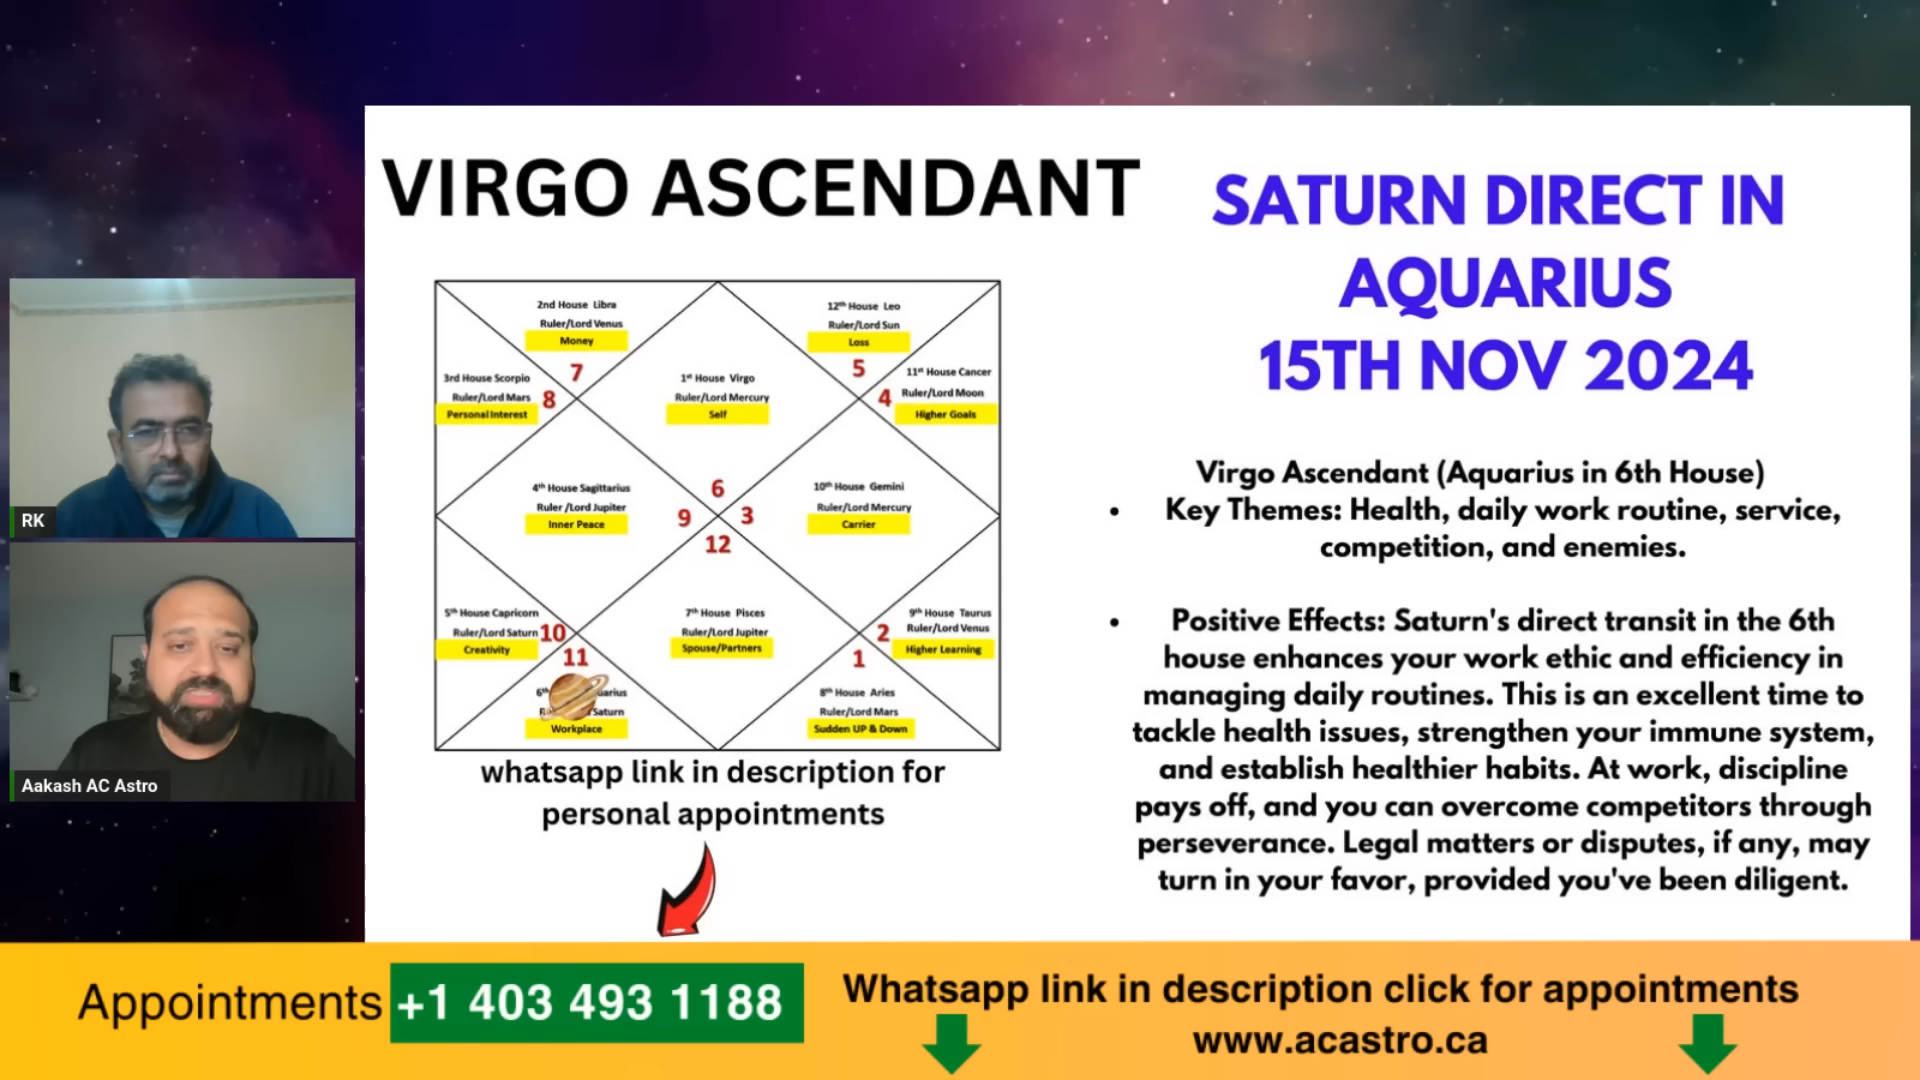 VIRGO ASCENDANT
SATURN DIRECT IN
AQUARIUS
15TH NOV 2024
2nd House Libra
Ruler/Lord Venus
Money
7
12th House Leo
Ruler/Lord Sun
Loss
5
3rd House Scorpio
Ruler/Lord Mars
Personal Interest
8
1st House Virgo
Ruler/Lord Mercury
Self
11st House Cancer
Ruler/Lord Moon
Higher Goals
4
4th House Sagittarius
Ruler /Lord Jupiter
Inner Peace
6
9
3
12
10th House Gemini
Ruler/Lord Mercury
Carrier
5th House Capricorn
Ruler/Lord Saturn
Creativity
10
11
7th House Pisces
Ruler/Lord Jupiter
Spouse/Partners
2
1
9th House Taurus
Ruler/Lord Venus
Higher Learning
6th
Saturn
Workplace
8th House Aries
Ruler/Lord Mars
Sudden UP & Down
whatsapp link in description for
personal appointments
Virgo Ascendant (Aquarius in 6th House)
• Key Themes: Health, daily work routine, service,
competition, and enemies.
• Positive Effects: Saturn's direct transit in the 6th
house enhances your work ethic and efficiency in
managing daily routines. This is an excellent time to
tackle health issues, strengthen your immune system,
and establish healthier habits. At work, discipline
pays off, and you can overcome competitors through
perseverance. Legal matters or disputes, if any, may
turn in your favor, provided you've been diligent.
RK
Aakash AC Astro
Appointments +1 403 493 1188
Whatsapp link in description click for appointments
www.acastro.ca